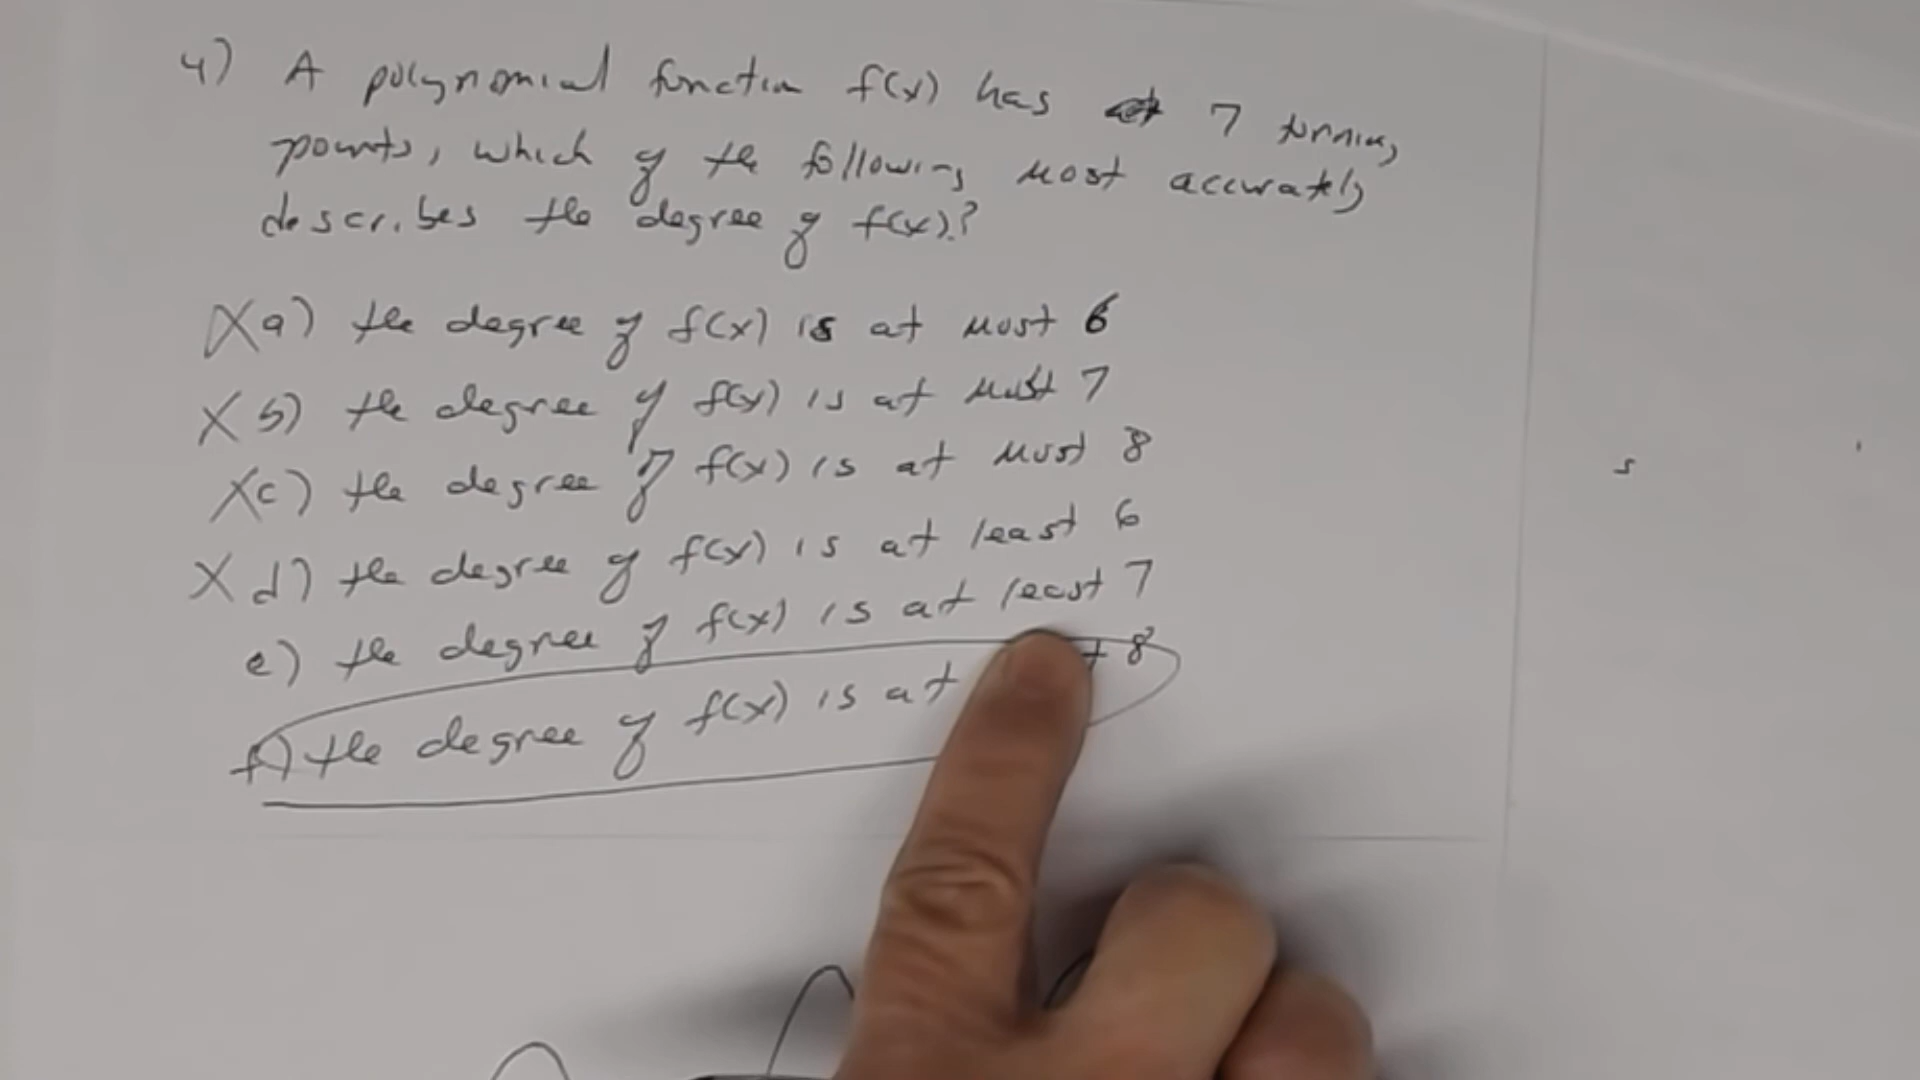 4) A polynomial function f(x) has 7 turning
points, which of the following most accurately
describes the degree of f(x)?
X a) the degree of f(x) is at most 6
X b) the degree of f(x) is at most 7
X c) the degree of f(x) is at most 8
X d) the degree of f(x) is at least 6
e) the degree of f(x) is at least 7
f) the degree of f(x) is at 8
s